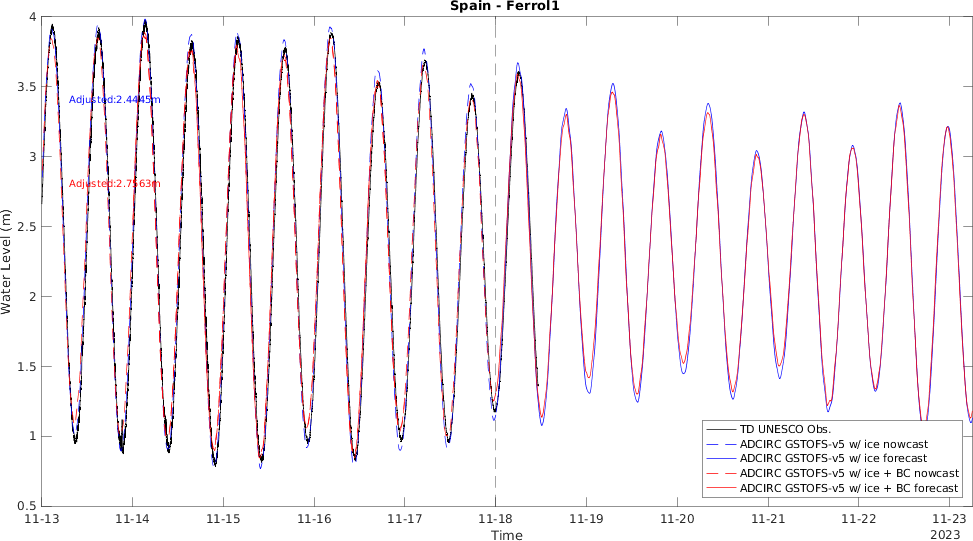 Spain - Ferrol1
4
3.5
3
2.5
2
1.5
1
0.5
Water Level (m)
Adjusted:2.4445m
Adjusted:2.7563m
TD UNESCO Obs.
ADCIRC GSTOFS-v5 w/ ice nowcast
ADCIRC GSTOFS-v5 w/ ice forecast
ADCIRC GSTOFS-v5 w/ ice + BC nowcast
ADCIRC GSTOFS-v5 w/ ice + BC forecast
11-13 11-14 11-15 11-16 11-17 11-18 11-19 11-20 11-21 11-22 11-23
Time
2023